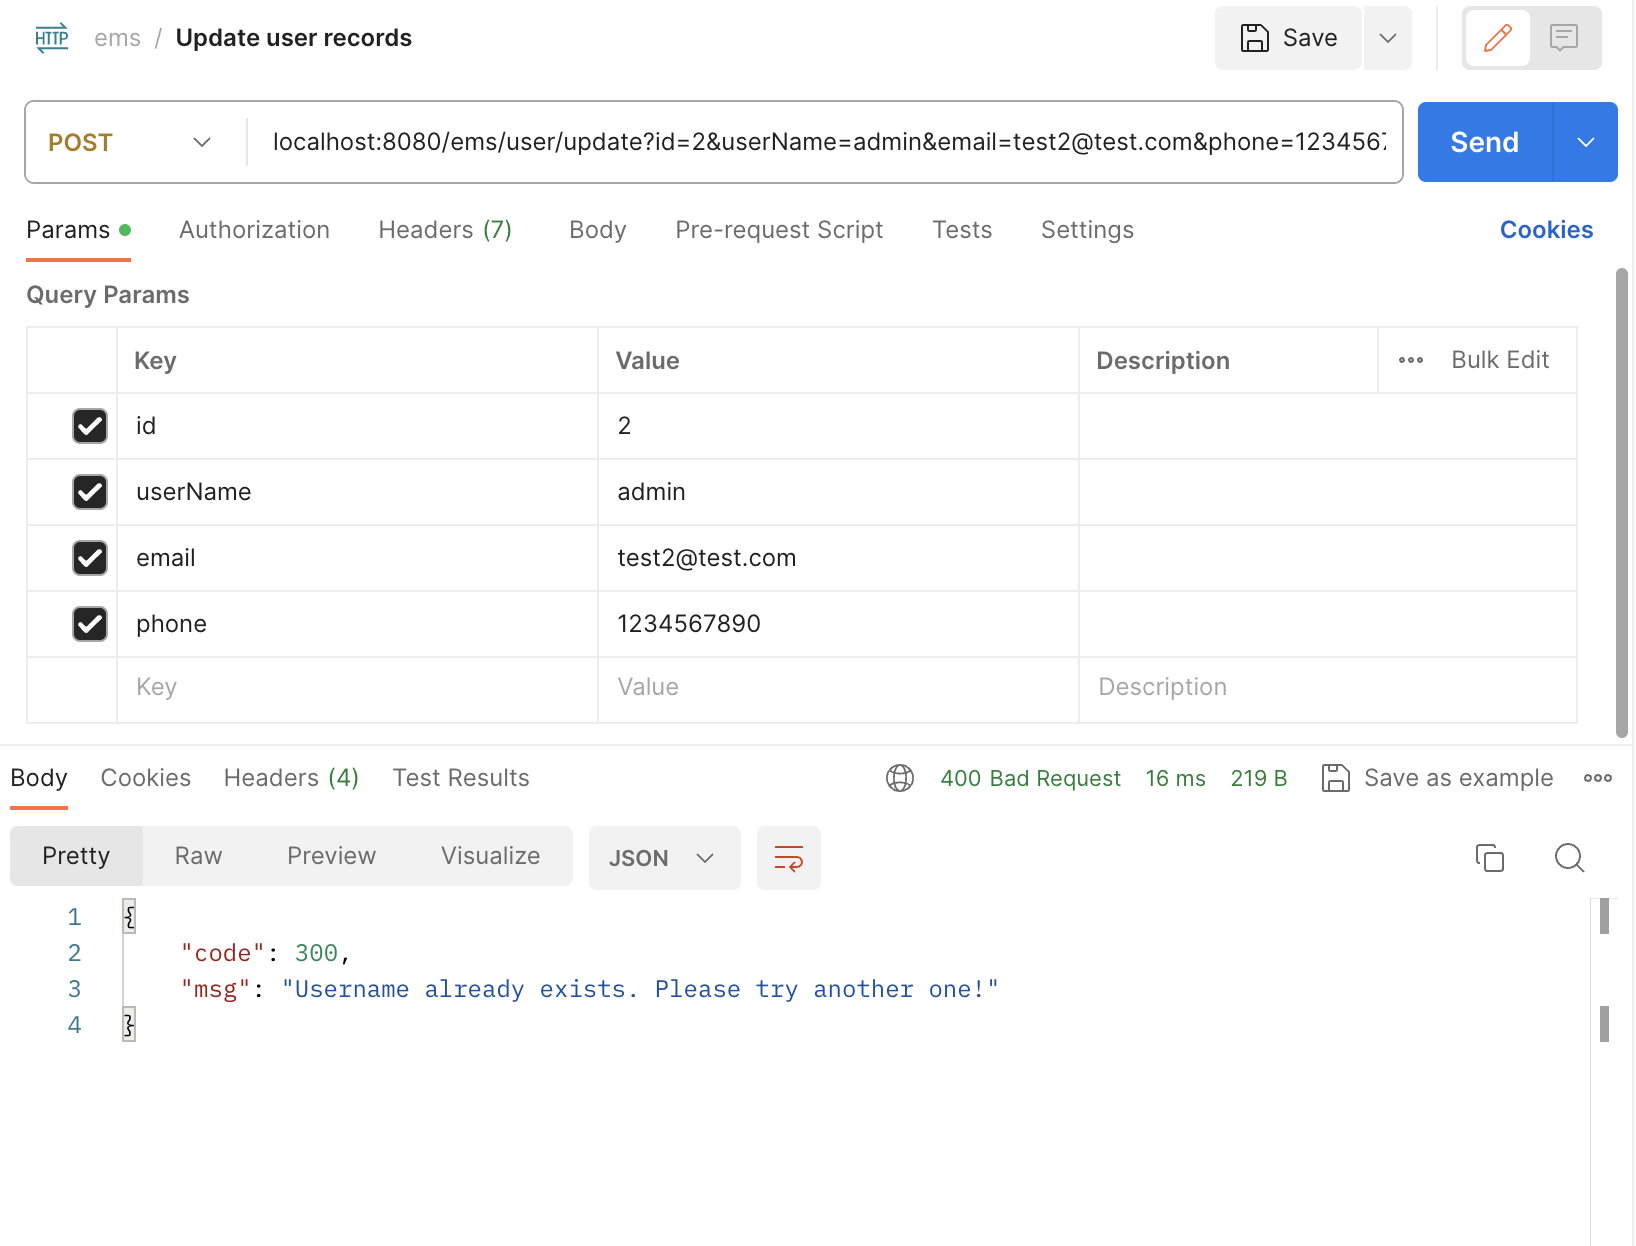 HTTP ems / Update user records Save
POST localhost:8080/ems/user/update?id=2&userName=admin&email=test2@test.com&phone=1234567 Send
Params Authorization Headers (7) Body Pre-request Script Tests Settings Cookies
Query Params
Key Value Description Bulk Edit
id 2
userName admin
email test2@test.com
phone 1234567890
Key Value Description
Body Cookies Headers (4) Test Results 400 Bad Request 16 ms 219 B Save as example
Pretty Raw Preview Visualize JSON
1 {
2 "code": 300,
3 "msg": "Username already exists. Please try another one!"
4 }